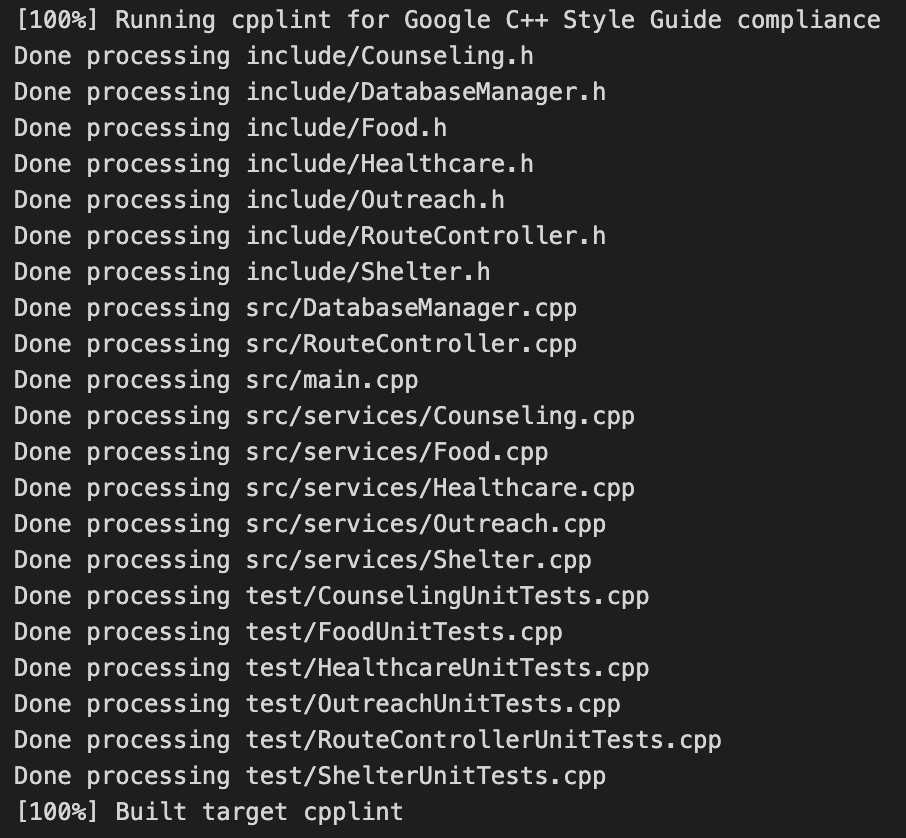 [100%] Running cpplint for Google C++ Style Guide compliance
Done processing include/Counseling.h
Done processing include/DatabaseManager.h
Done processing include/Food.h
Done processing include/Healthcare.h
Done processing include/Outreach.h
Done processing include/RouteController.h
Done processing include/Shelter.h
Done processing src/DatabaseManager.cpp
Done processing src/RouteController.cpp
Done processing src/main.cpp
Done processing src/services/Counseling.cpp
Done processing src/services/Food.cpp
Done processing src/services/Healthcare.cpp
Done processing src/services/Outreach.cpp
Done processing src/services/Shelter.cpp
Done processing test/CounselingUnitTests.cpp
Done processing test/FoodUnitTests.cpp
Done processing test/HealthcareUnitTests.cpp
Done processing test/OutreachUnitTests.cpp
Done processing test/RouteControllerUnitTests.cpp
Done processing test/ShelterUnitTests.cpp
[100%] Built target cpplint